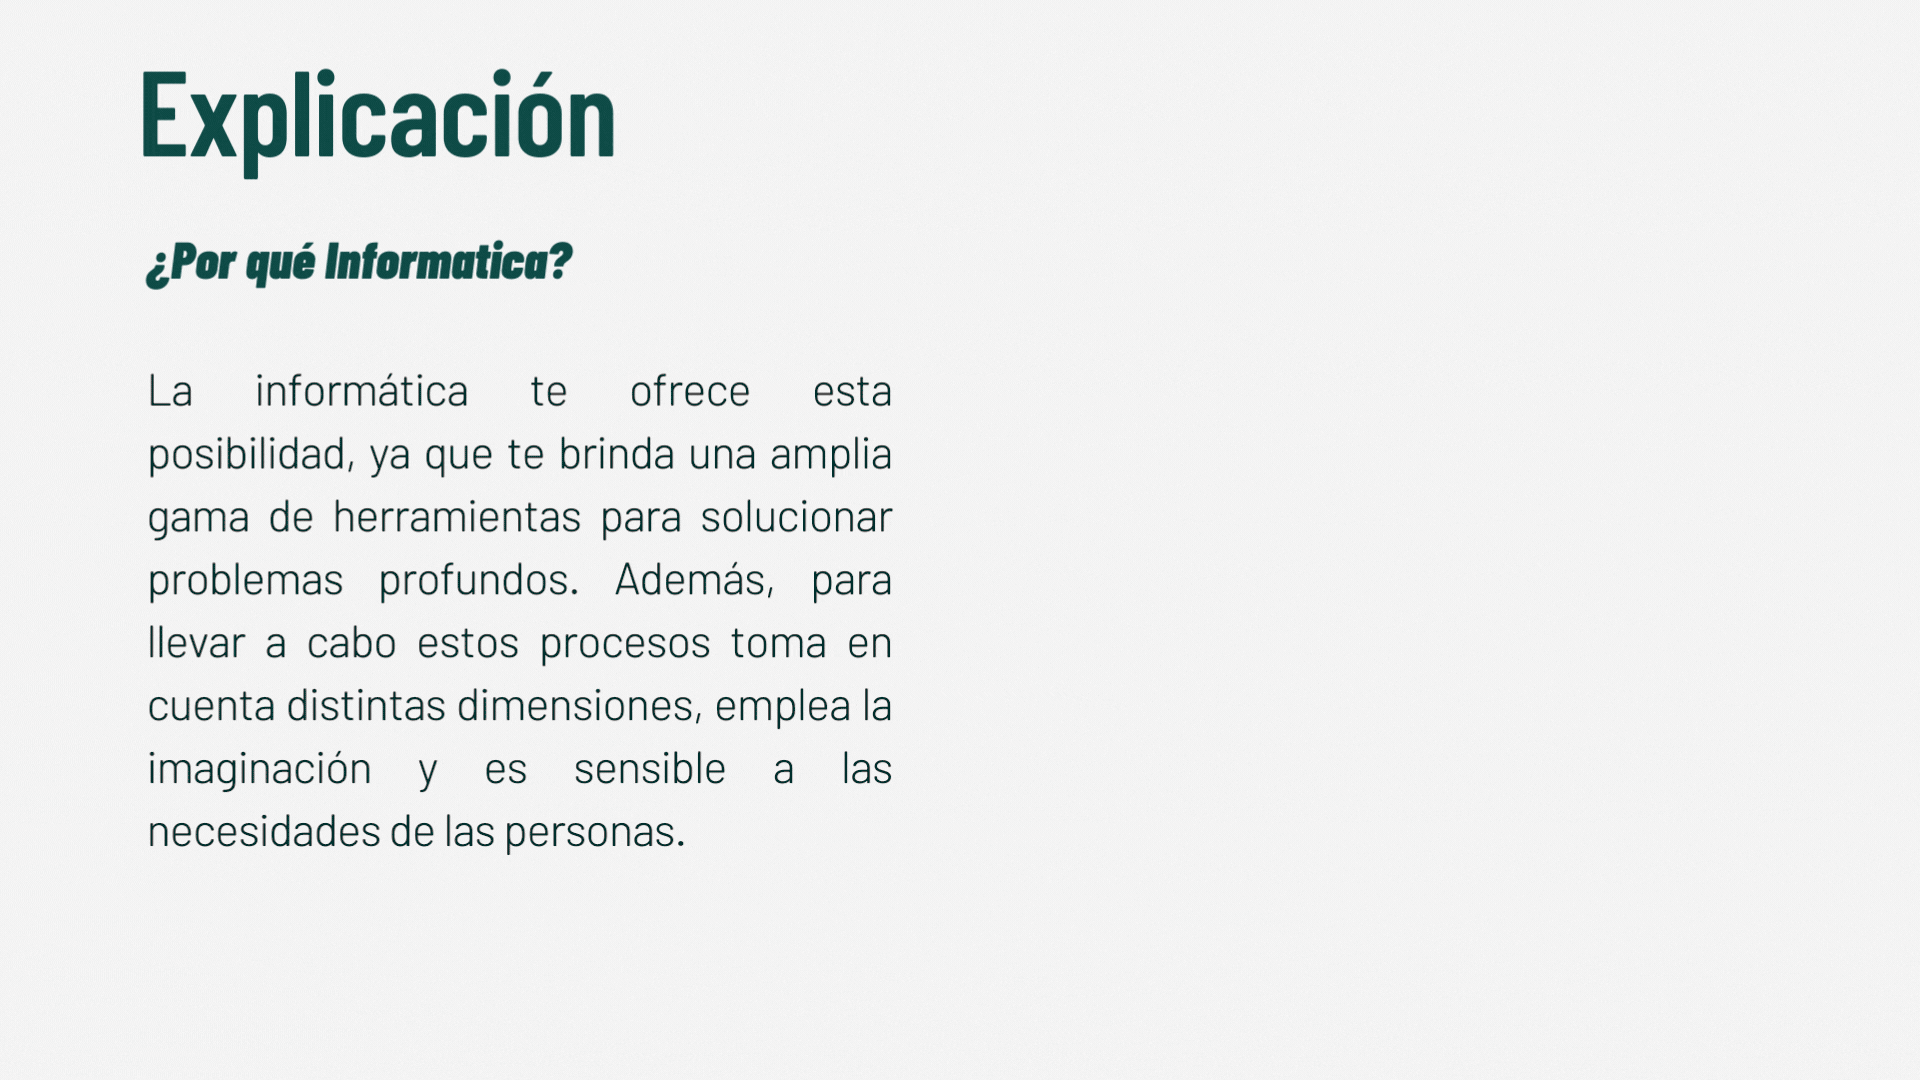 Explicación
¿Por qué Informatica?
La informática te ofrece esta
posibilidad, ya que te brinda una amplia
gama de herramientas para solucionar
problemas profundos. Además, para
llevar a cabo estos procesos toma en
cuenta distintas dimensiones, emplea la
imaginación y es sensible a las
necesidades de las personas.